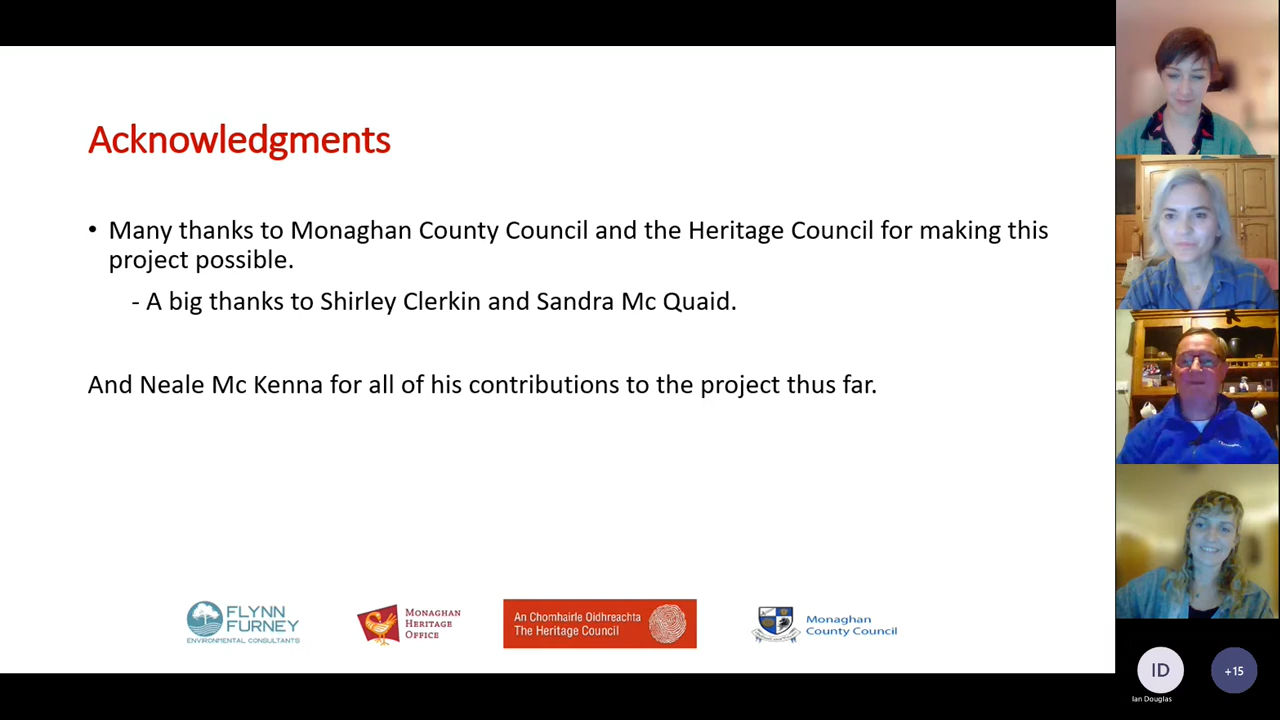 Acknowledgments
• Many thanks to Monaghan County Council and the Heritage Council for making this
project possible.
- A big thanks to Shirley Clerkin and Sandra Mc Quaid.
And Neale Mc Kenna for all of his contributions to the project thus far.
FLYNN
FURNEY
ENVIRONMENTAL CONSULTANTS
MONAGHAN
HERITAGE
OFFICE
An Chomhairle Oidhreachta
The Heritage Council
Monaghan
County Council
ID
Ian Douglas
+15